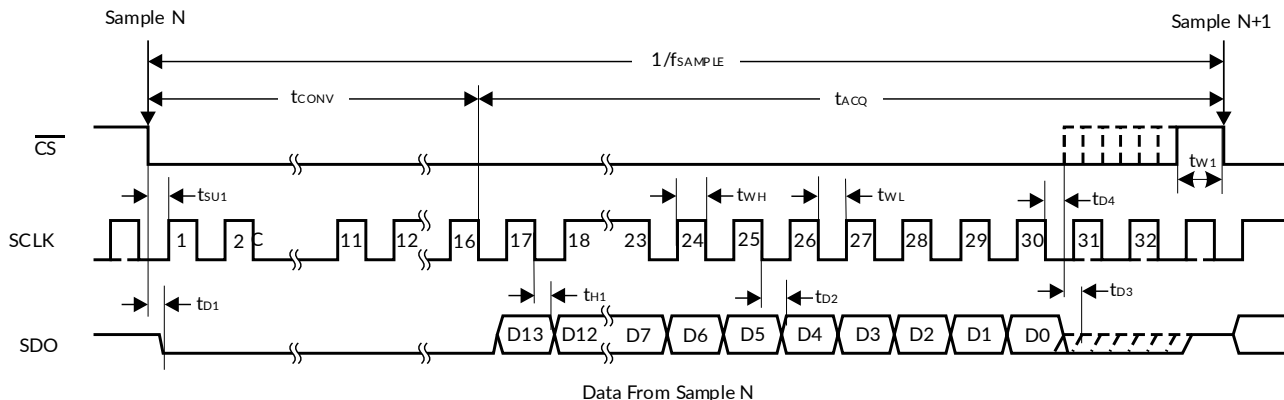 Sample N
Sample N+1
1/fSAMPLE
tCONV
tACQ
CS
tW1
tSU1
tWH
tWL
tD4
SCLK
1 2 C 11 12 16 17 18 23 24 25 26 27 28 29 30 31 32
tD1
tH1
tD2
tD3
SDO
D13 D12 D7 D6 D5 D4 D3 D2 D1 D0
Data From Sample N